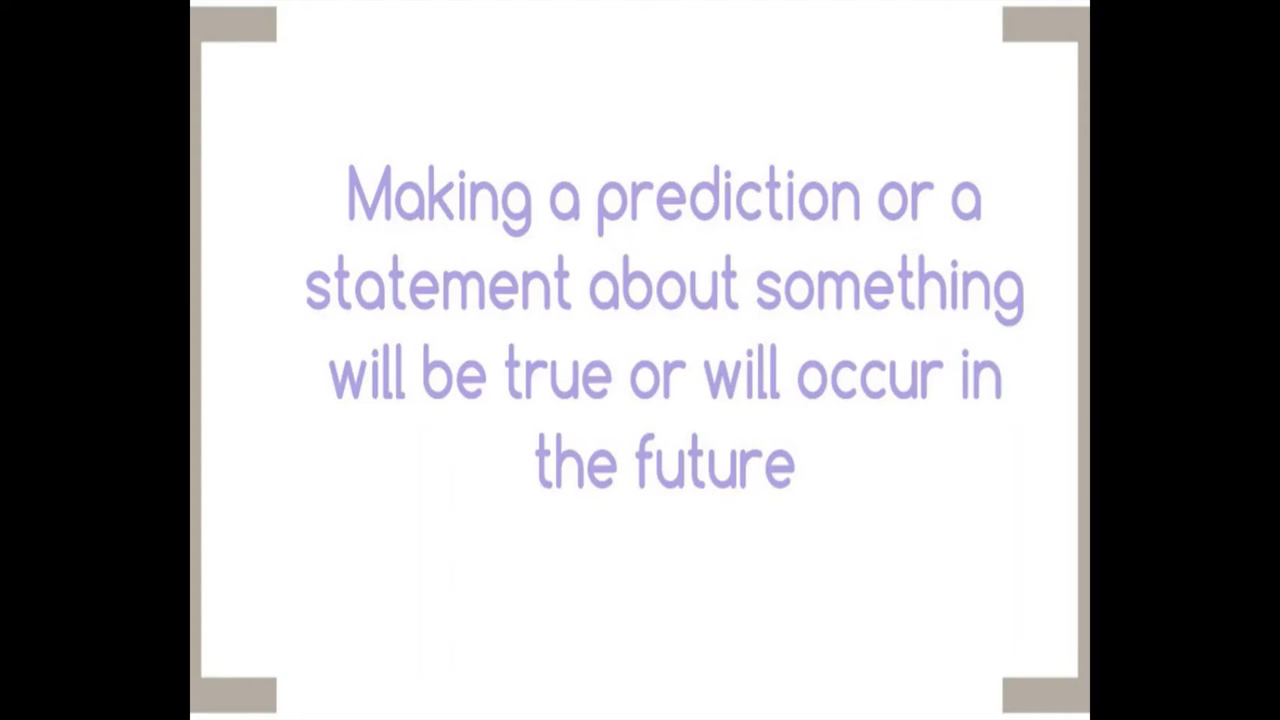 Making a prediction or a
statement about something
will be true or will occur in
the future